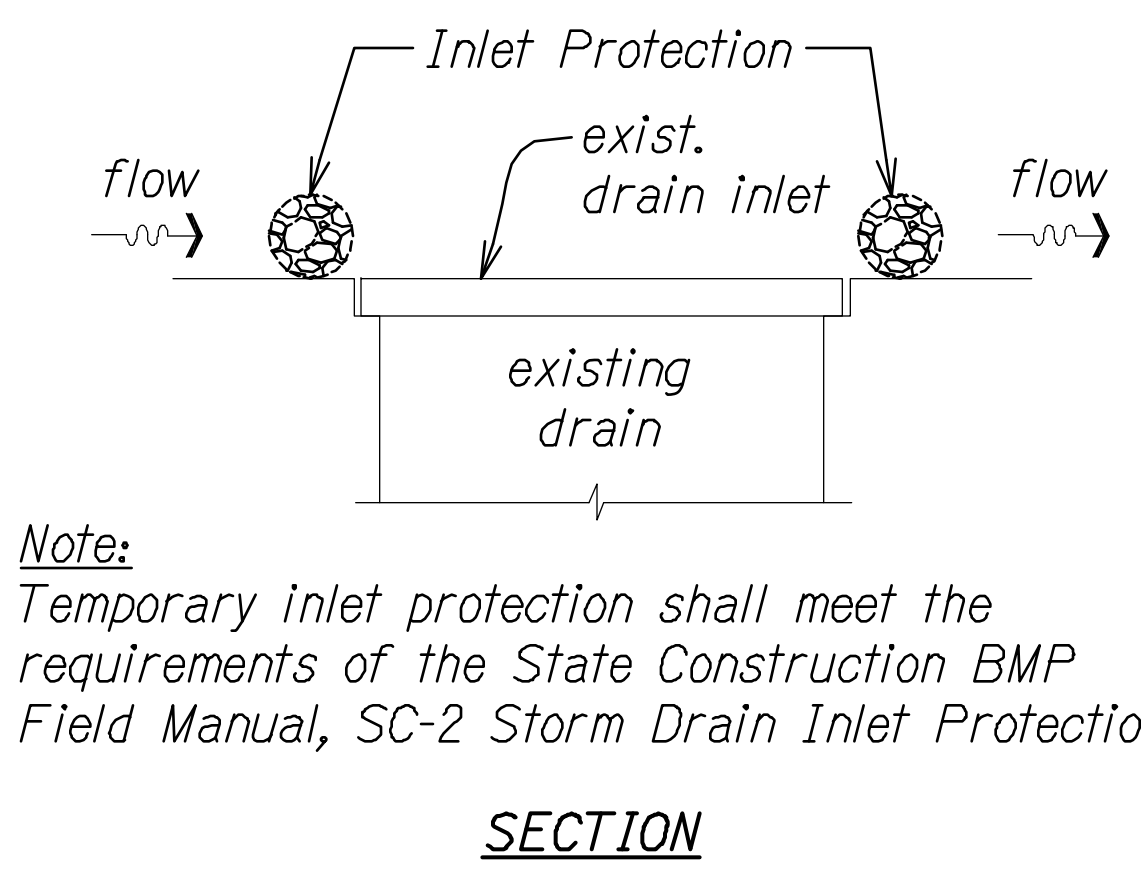 Inlet Protection
exist.
drain inlet
flow
flow
existing
drain
Note:
Temporary inlet protection shall meet the
requirements of the State Construction BMP
Field Manual, SC-2 Storm Drain Inlet Protectio
SECTION